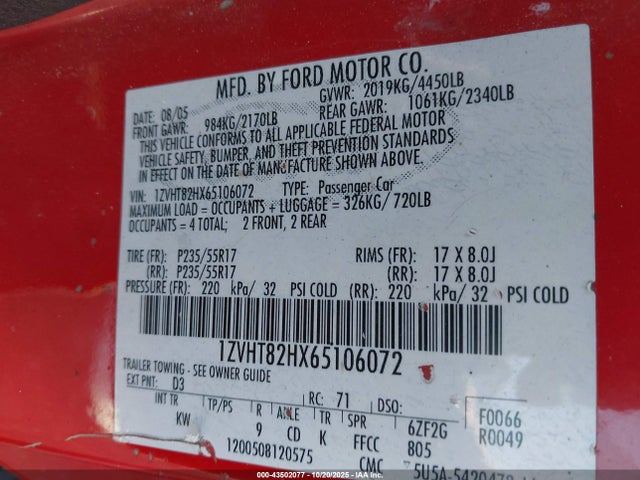 MFD. BY FORD MOTOR CO.
DATE: 08/05 GVWR: 2019KG/4450LB
FRONT GAWR: 984KG/2170LB REAR GAWR: 1061KG/2340LB
THIS VEHICLE CONFORMS TO ALL APPLICABLE FEDERAL MOTOR
VEHICLE SAFETY, BUMPER, AND THEFT PREVENTION STANDARDS
IN EFFECT ON THE DATE OF MANUFACTURE SHOWN ABOVE.
VIN: 1ZVHT82HX65106072 TYPE: Passenger Car
MAXIMUM LOAD = OCCUPANTS + LUGGAGE = 326KG/720LB
OCCUPANTS = 4 TOTAL; 2 FRONT, 2 REAR
TIRE (FR): P235/55R17 RIMS (FR): 17 X 8.0J
(RR): P235/55R17 (RR): 17 X 8.0J
PRESSURE (FR): 220 kPa/ 32 PSI COLD (RR): 220 kPa/ 32 PSI COLD
1ZVHT82HX65106072
TRAILER TOWING - SEE OWNER GUIDE
EXT PNT: D3 RC: 71 DSO:
INT TR TP/PS R AXLE TR SPR 6ZF2G F0066
KW 9 CD K FFCC 805 R0049
1200508120575 CMC
© - 43502077 - 10/20/2025 - IAAI.COM